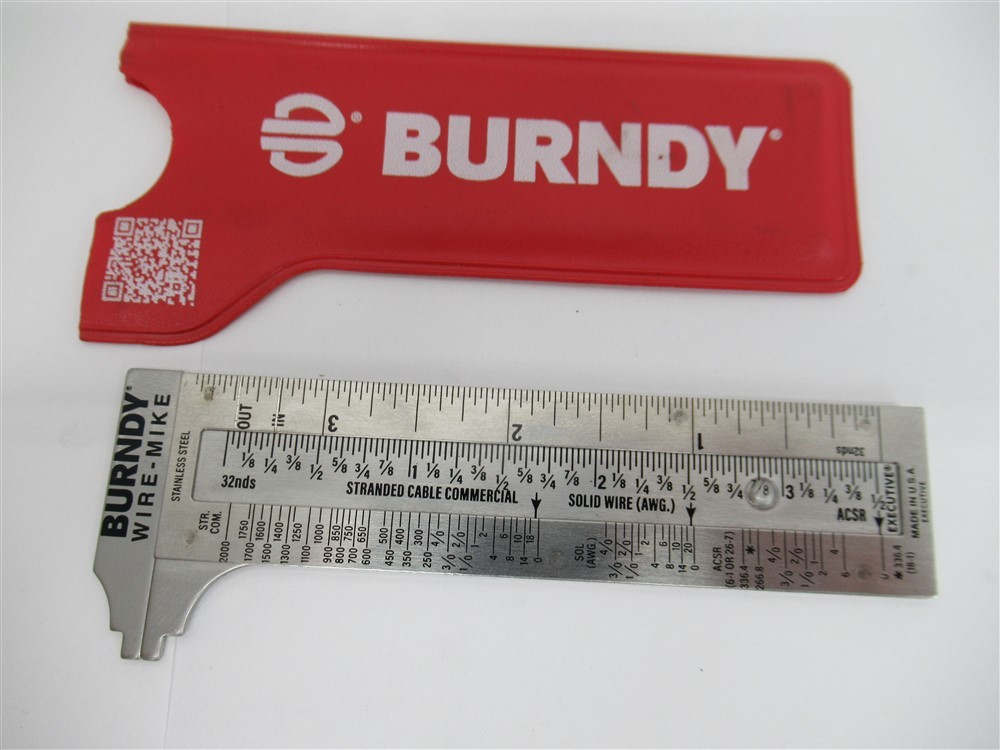 BURNDY®
BURNDY®
WIRE-MIKE
STAINLESS STEEL
OUT
IN
3 2 1
32nds
1/8 1/4 3/8 1/2 5/8 3/4 7/8 1 1/8 1/4 3/8 1/2 5/8 3/4 7/8 2 1/8 1/4 3/8 1/2 5/8 3/4 7/8 3 1/8 1/4 3/8 1/2
32nds
STRANDED CABLE COMMERCIAL
SOLID WIRE (AWG.)
ACSR
EXECUTIVE®
MADE IN U.S.A.
EXECUTIVE
STR. COM.
2000 1750 1700 1600 1500 1400 1300 1250 1100 1000 900 850 800 750 700 650 600 500 450 400 350 300 250 4/0 3/0 2/0 1/0 1 2 4 6 8 10 14 18 0
SOL (AWG.)
4/0 3/0 2/0 1/0 1 2 4 6 8 10 14 20 0
ACSR (6-1 OR 26-7)
336.4 * 266.8 4/0 3/0 2/0 1/0 1 2 4 6 0
* 336.4 (18-1)